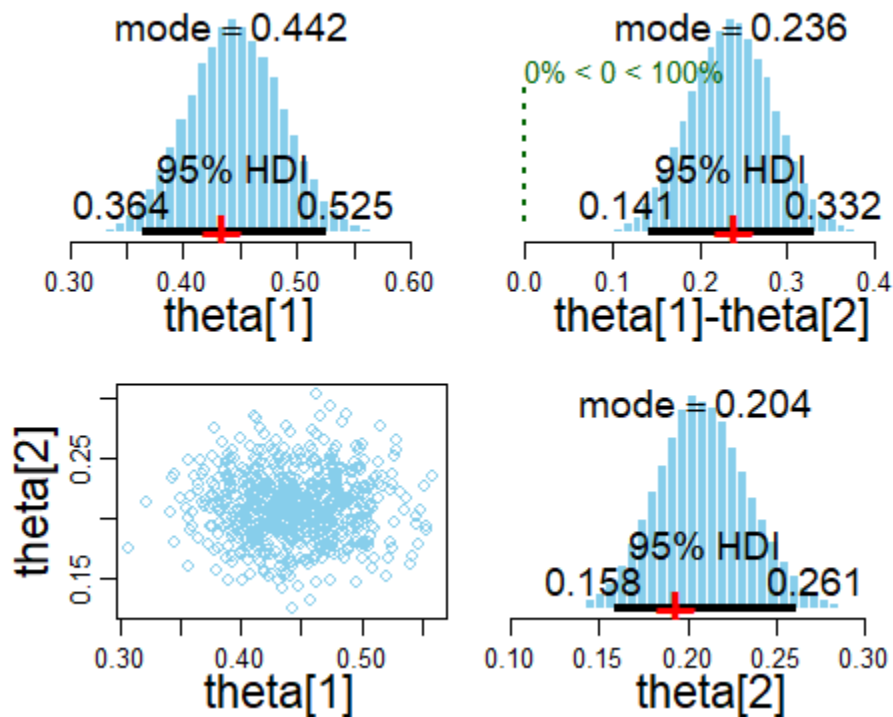 mode = 0.442
95% HDI
0.364 0.525
0.30 0.40 0.50 0.60
theta[1]
mode = 0.236
0% < 0 < 100%
95% HDI
0.141 0.332
0.0 0.1 0.2 0.3 0.4
theta[1]-theta[2]
theta[2]
0.25
0.15
0.30 0.40 0.50
theta[1]
mode = 0.204
95% HDI
0.158 0.261
0.10 0.15 0.20 0.25 0.30
theta[2]